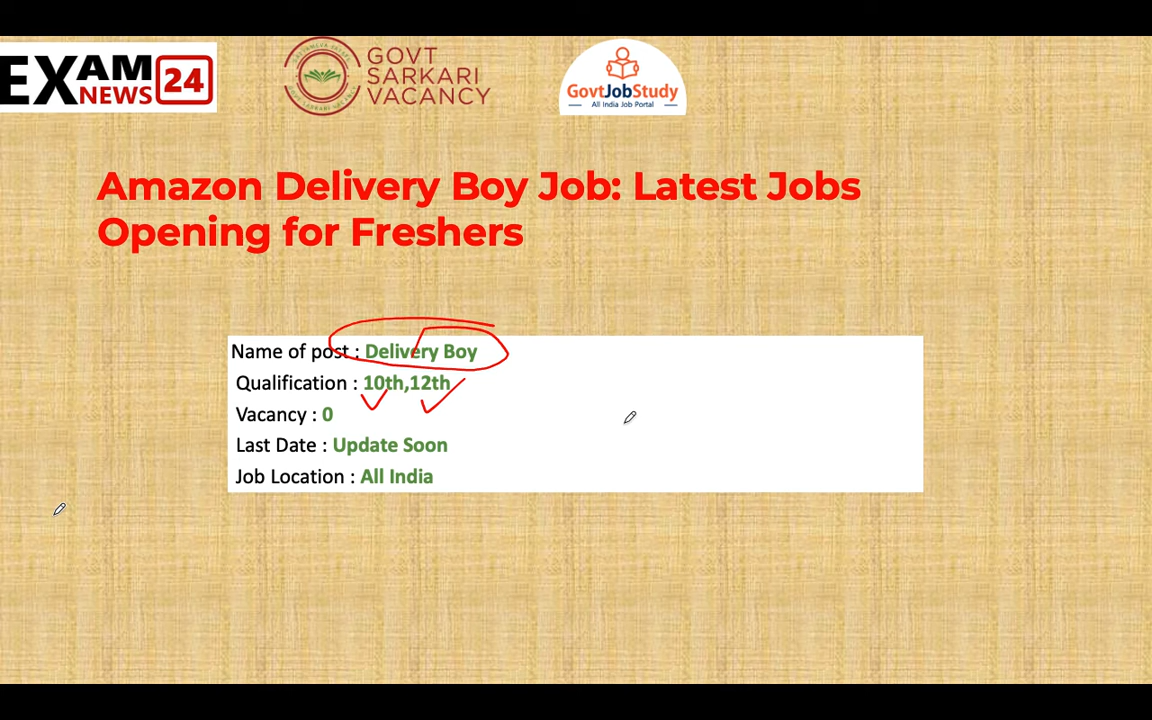 EXAM NEWS 24
GOVT
SARKARI
VACANCY
GovtJobStudy
All India Job Portal
Amazon Delivery Boy Job: Latest Jobs
Opening for Freshers
Name of post : Delivery Boy
Qualification : 10th,12th
Vacancy : 0
Last Date : Update Soon
Job Location : All India